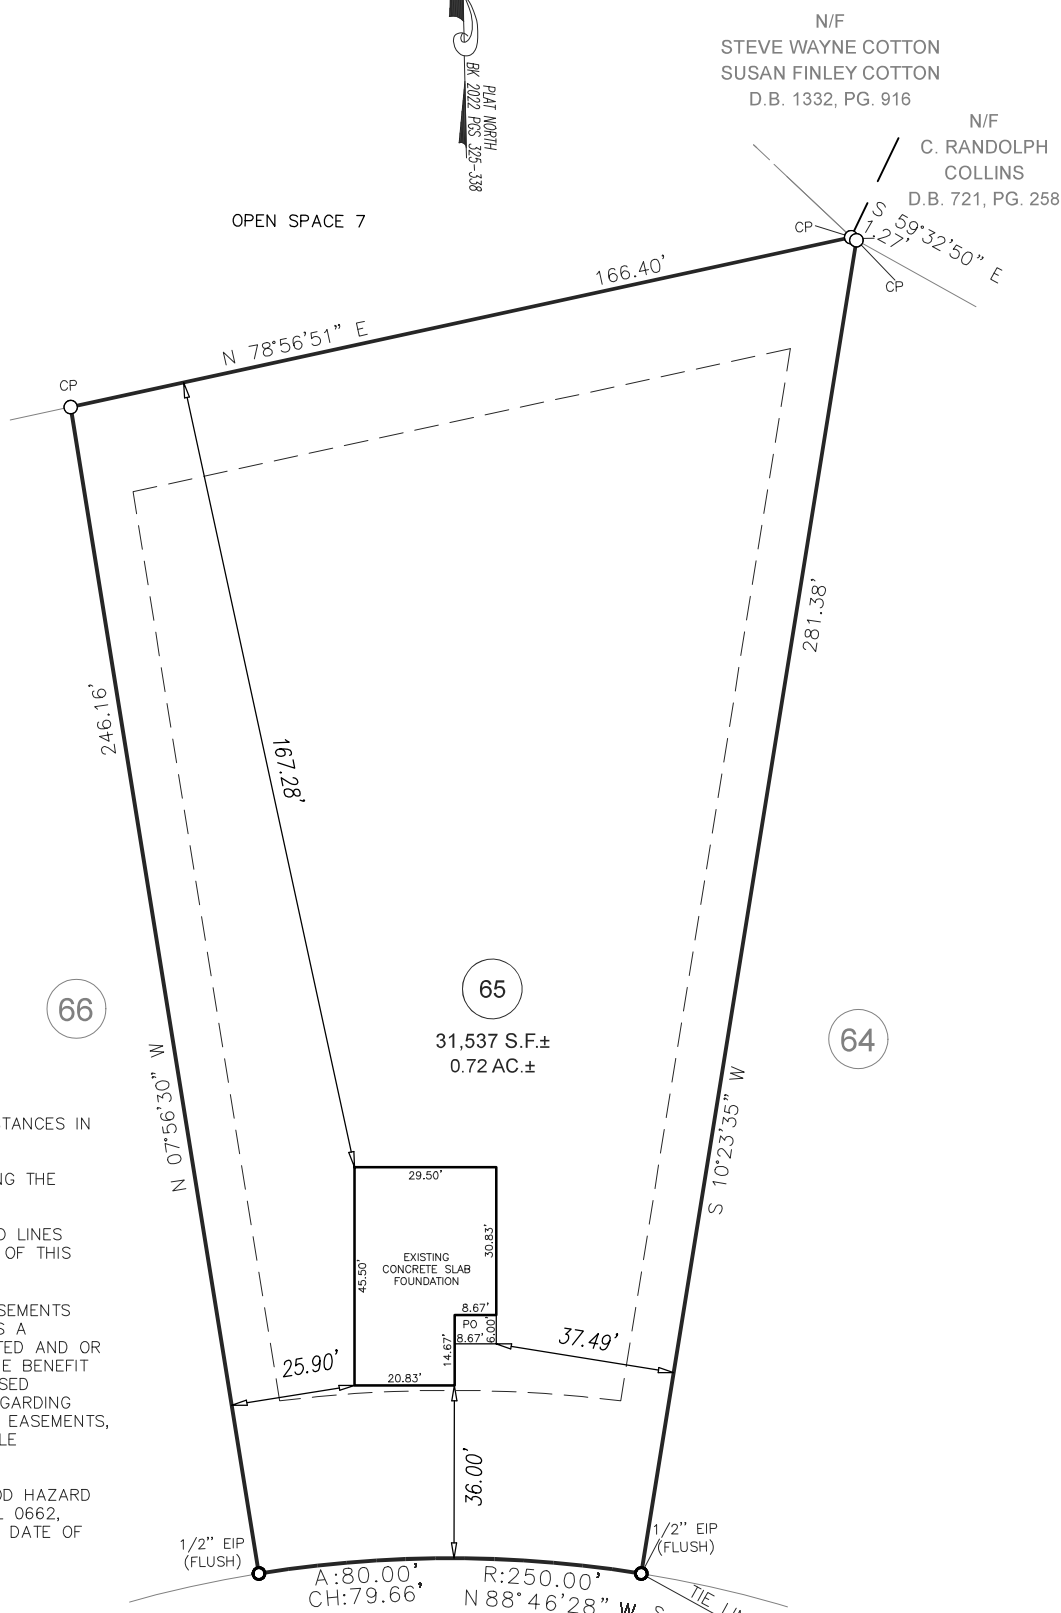 N/F
STEVE WAYNE COTTON
SUSAN FINLEY COTTON
D.B. 1332, PG. 916
N/F
C. RANDOLPH
COLLINS
D.B. 721, PG. 258
PLAT NORTH
BK 2022 PGS 325-338
OPEN SPACE 7
CP
S 59°32'50" E
1.27'
CP
166.40'
N 78°56'51" E
CP
281.38'
246.16'
167.28'
65
31,537 S.F.±
0.72 AC.±
66
64
N 07°56'30" W
S 10°23'35" W
TANCES IN
NG THE
D LINES
OF THIS
SEMENTS
S A
TED AND OR
E BENEFIT
SED
GARDING
EASEMENTS,
LE
OD HAZARD
L 0662,
DATE OF
29.50'
30.83'
45.50'
EXISTING
CONCRETE SLAB
FOUNDATION
8.67'
PO
6.00'
8.67'
14.67'
20.83'
25.90'
37.49'
36.00'
1/2" EIP
(FLUSH)
1/2" EIP
(FLUSH)
A:80.00' R:250.00'
CH:79.66' N 88°46'28" W
TIE